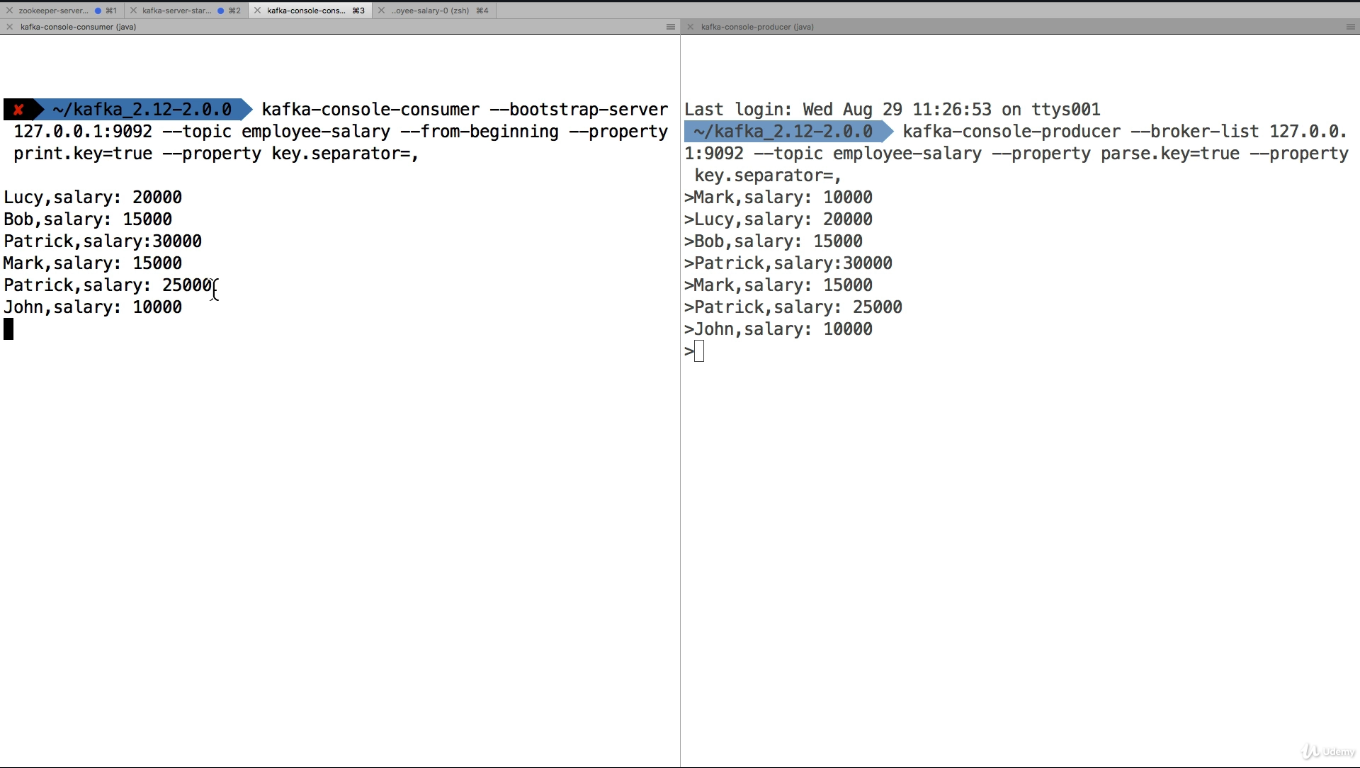 zookeeper-server... ⌘1 kafka-server-star... ⌘2 kafka-console-cons... ⌘3 ..oyee-salary-0 (zsh) ⌘4
kafka-console-consumer (java)
~/kafka_2.12-2.0.0 kafka-console-consumer --bootstrap-server
127.0.0.1:9092 --topic employee-salary --from-beginning --property
print.key=true --property key.separator=,
Lucy,salary: 20000
Bob,salary: 15000
Patrick,salary:30000
Mark,salary: 15000
Patrick,salary: 25000
John,salary: 10000
kafka-console-producer (java)
Last login: Wed Aug 29 11:26:53 on ttys001
~/kafka_2.12-2.0.0 kafka-console-producer --broker-list 127.0.0.
1:9092 --topic employee-salary --property parse.key=true --property
key.separator=,
>Mark,salary: 10000
>Lucy,salary: 20000
>Bob,salary: 15000
>Patrick,salary:30000
>Mark,salary: 15000
>Patrick,salary: 25000
>John,salary: 10000
>
Udemy